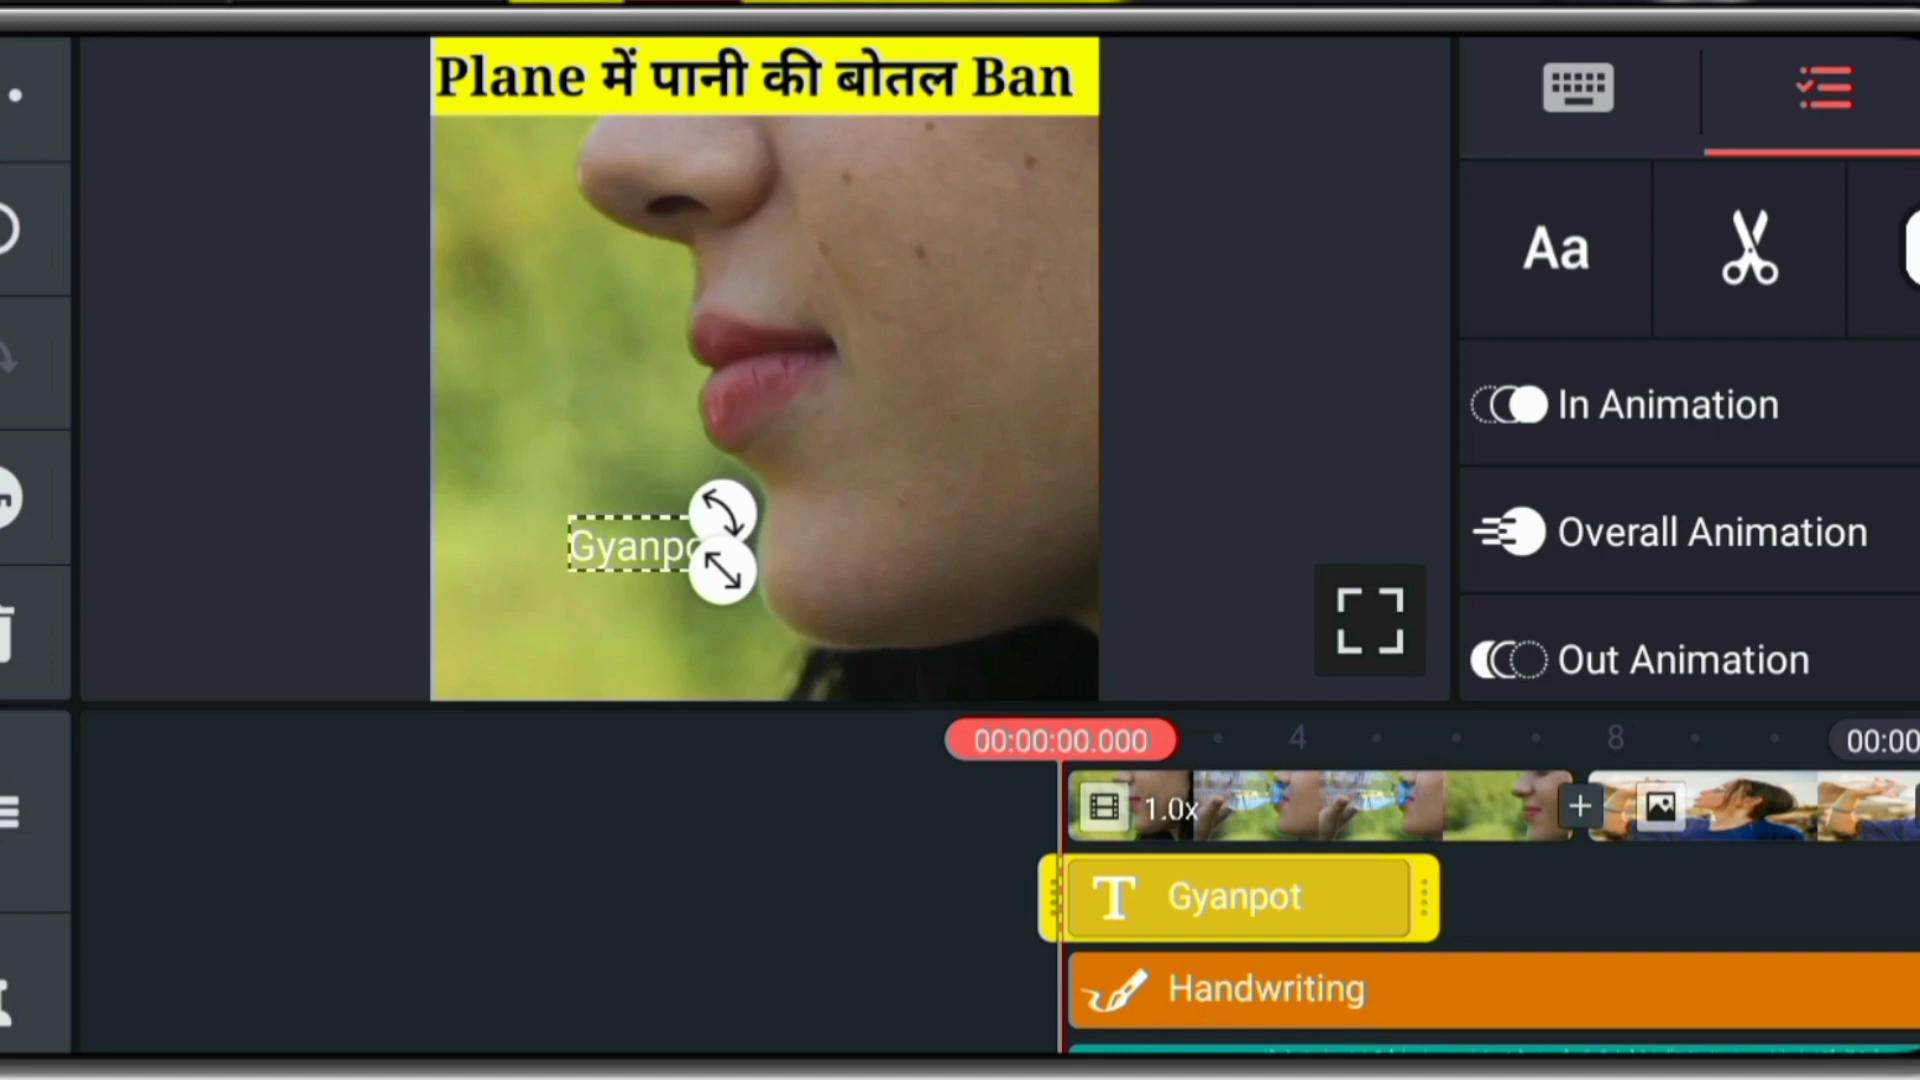 Plane में पानी की बोतल Ban
Aa
In Animation
Overall Animation
Out Animation
Gyanpo
00:00:00.000
4
8
00:00
1.0x
T
Gyanpot
Handwriting